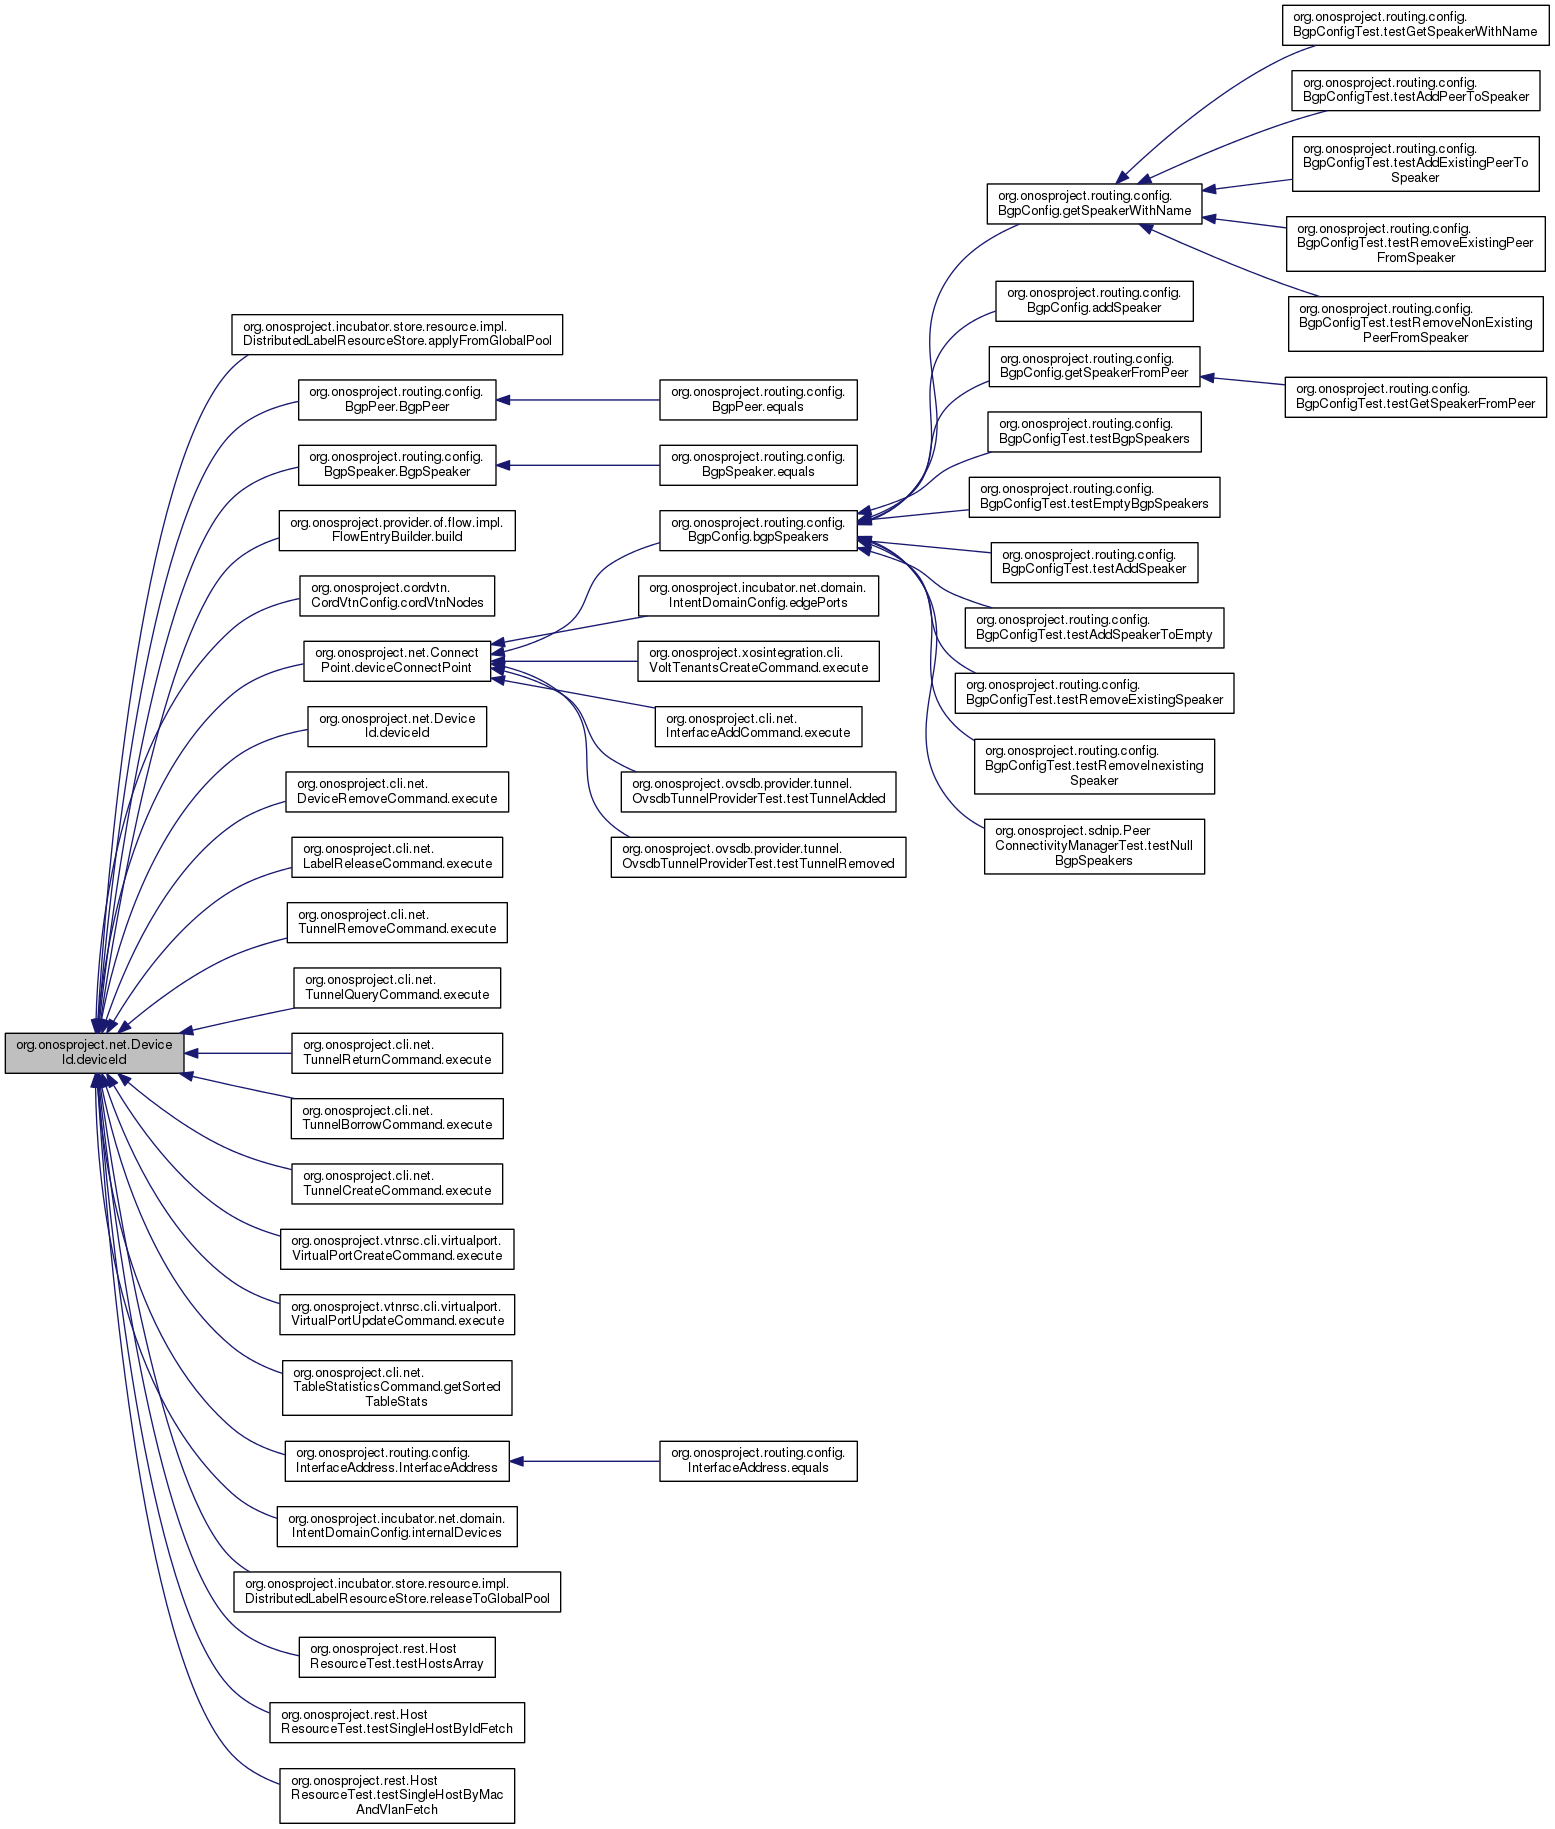 org.onosproject.net.Device
Id.deviceId
org.onosproject.incubator.store.resource.impl.
DistributedLabelResourceStore.applyFromGlobalPool
org.onosproject.routing.config.
BgpPeer.BgpPeer
org.onosproject.routing.config.
BgpSpeaker.BgpSpeaker
org.onosproject.provider.of.flow.impl.
FlowEntryBuilder.build
org.onosproject.cordvtn.
CordVtnConfig.cordVtnNodes
org.onosproject.net.Connect
Point.deviceConnectPoint
org.onosproject.net.Device
Id.deviceId
org.onosproject.cli.net.
DeviceRemoveCommand.execute
org.onosproject.cli.net.
LabelReleaseCommand.execute
org.onosproject.cli.net.
TunnelRemoveCommand.execute
org.onosproject.cli.net.
TunnelQueryCommand.execute
org.onosproject.cli.net.
TunnelReturnCommand.execute
org.onosproject.cli.net.
TunnelBorrowCommand.execute
org.onosproject.cli.net.
TunnelCreateCommand.execute
org.onosproject.vtnrsc.cli.virtualport.
VirtualPortCreateCommand.execute
org.onosproject.vtnrsc.cli.virtualport.
VirtualPortUpdateCommand.execute
org.onosproject.cli.net.
TableStatisticsCommand.getSorted
TableStats
org.onosproject.routing.config.
InterfaceAddress.InterfaceAddress
org.onosproject.incubator.net.domain.
IntentDomainConfig.internalDevices
org.onosproject.incubator.store.resource.impl.
DistributedLabelResourceStore.releaseToGlobalPool
org.onosproject.rest.Host
ResourceTest.testHostsArray
org.onosproject.rest.Host
ResourceTest.testSingleHostByIdFetch
org.onosproject.rest.Host
ResourceTest.testSingleHostByMac
AndVlanFetch
org.onosproject.routing.config.
BgpPeer.equals
org.onosproject.routing.config.
BgpSpeaker.equals
org.onosproject.routing.config.
BgpConfig.bgpSpeakers
org.onosproject.incubator.net.domain.
IntentDomainConfig.edgePorts
org.onosproject.xosintegration.cli.
VoltTenantsCreateCommand.execute
org.onosproject.cli.net.
InterfaceAddCommand.execute
org.onosproject.ovsdb.provider.tunnel.
OvsdbTunnelProviderTest.testTunnelAdded
org.onosproject.ovsdb.provider.tunnel.
OvsdbTunnelProviderTest.testTunnelRemoved
org.onosproject.routing.config.
InterfaceAddress.equals
org.onosproject.routing.config.
BgpConfig.getSpeakerWithName
org.onosproject.routing.config.
BgpConfig.addSpeaker
org.onosproject.routing.config.
BgpConfig.getSpeakerFromPeer
org.onosproject.routing.config.
BgpConfigTest.testBgpSpeakers
org.onosproject.routing.config.
BgpConfigTest.testEmptyBgpSpeakers
org.onosproject.routing.config.
BgpConfigTest.testAddSpeaker
org.onosproject.routing.config.
BgpConfigTest.testAddSpeakerToEmpty
org.onosproject.routing.config.
BgpConfigTest.testRemoveExistingSpeaker
org.onosproject.routing.config.
BgpConfigTest.testRemoveInexisting
Speaker
org.onosproject.sdnip.Peer
ConnectivityManagerTest.testNull
BgpSpeakers
org.onosproject.routing.config.
BgpConfigTest.testGetSpeakerWithName
org.onosproject.routing.config.
BgpConfigTest.testAddPeerToSpeaker
org.onosproject.routing.config.
BgpConfigTest.testAddExistingPeerTo
Speaker
org.onosproject.routing.config.
BgpConfigTest.testRemoveExistingPeer
FromSpeaker
org.onosproject.routing.config.
BgpConfigTest.testRemoveNonExisting
PeerFromSpeaker
org.onosproject.routing.config.
BgpConfigTest.testGetSpeakerFromPeer